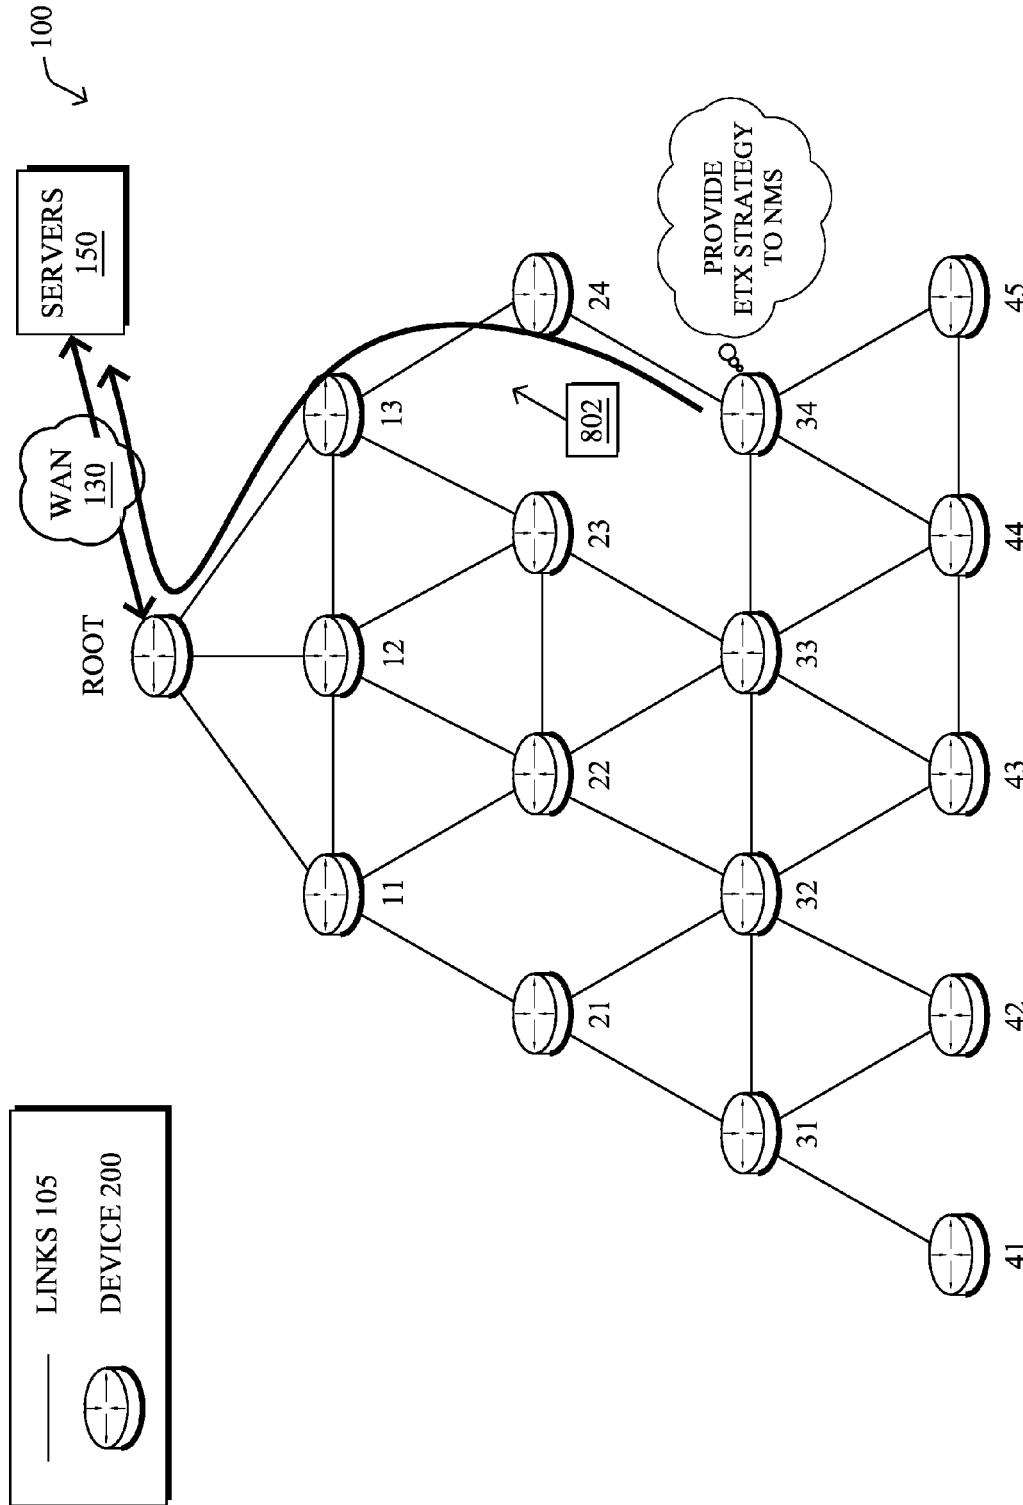 100
SERVERS
150
WAN
130
ROOT
LINKS 105
DEVICE 200
11
12
13
802
21
22
23
24
PROVIDE
ETX STRATEGY
TO NMS
31
32
33
34
41
42
43
44
45